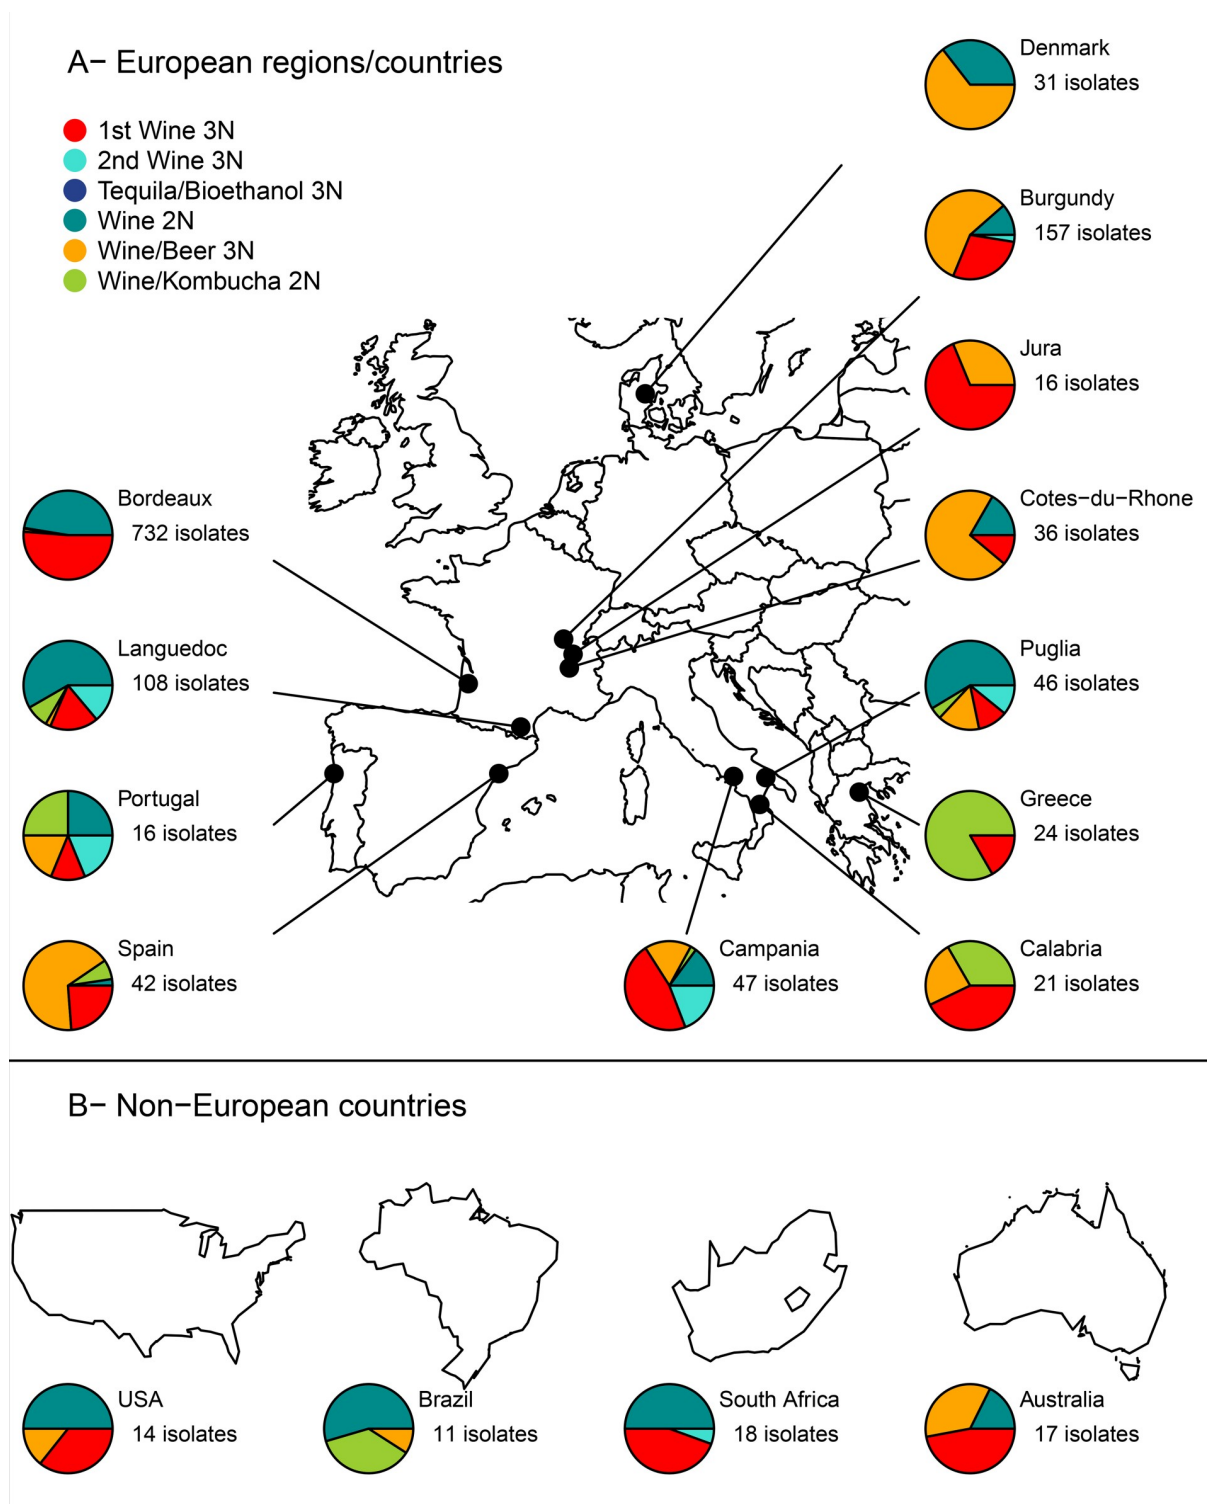 A− European regions/countries
1st Wine 3N
2nd Wine 3N
Tequila/Bioethanol 3N
Wine 2N
Wine/Beer 3N
Wine/Kombucha 2N
Denmark
31 isolates
Burgundy
157 isolates
Jura
16 isolates
Bordeaux
732 isolates
Cotes−du−Rhone
36 isolates
Languedoc
108 isolates
Puglia
46 isolates
Portugal
16 isolates
Greece
24 isolates
Spain
42 isolates
Campania
47 isolates
Calabria
21 isolates
B− Non−European countries
USA
14 isolates
Brazil
11 isolates
South Africa
18 isolates
Australia
17 isolates